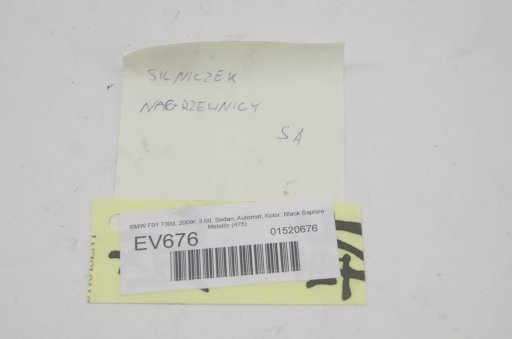 SILNICZEK
NAGRZEWNICY
SA
BMW F01 730d, 2009r, 3.0d, Sedan, Automat, Kolor: Black Saphire
Metallic (475)
EV676
01520676